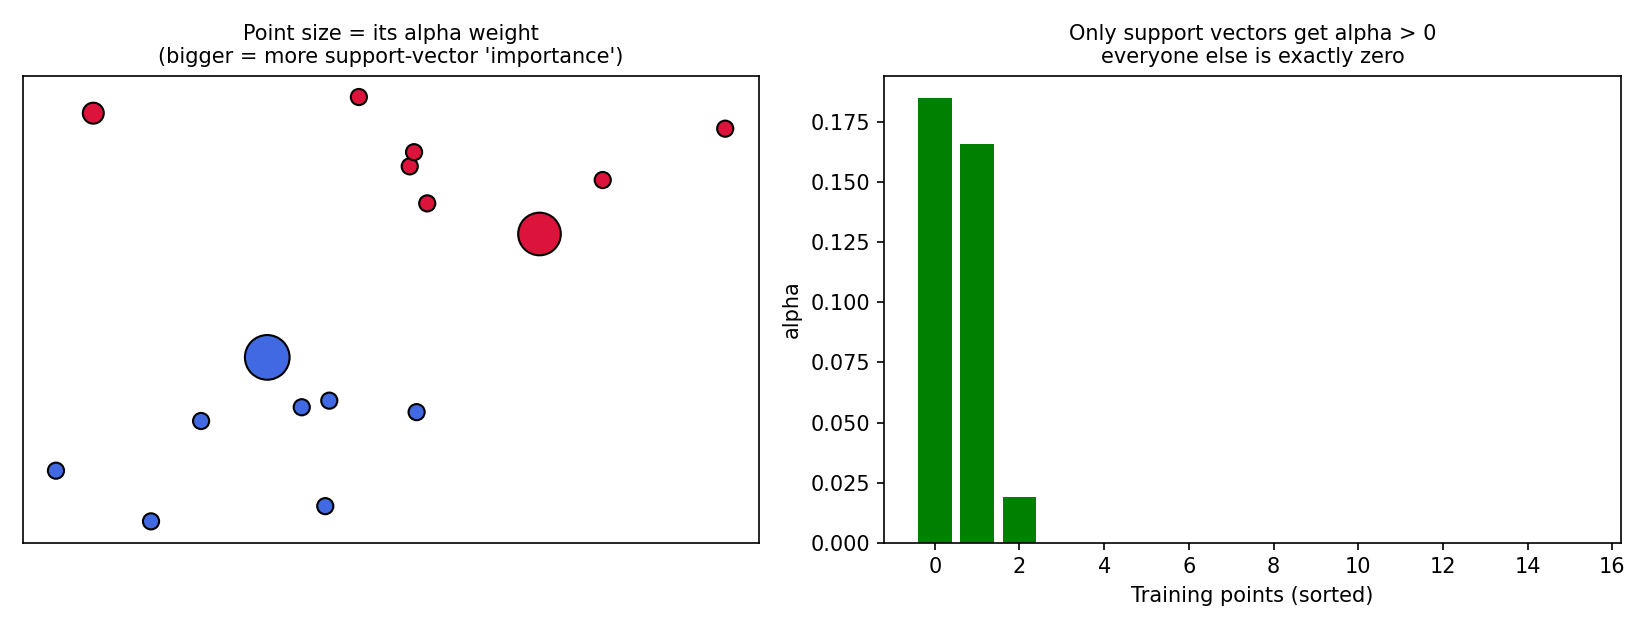 Point size = its alpha weight
(bigger = more support-vector 'importance')
Only support vectors get alpha > 0
everyone else is exactly zero
alpha
0.175
0.150
0.125
0.100
0.075
0.050
0.025
0.000
0 2 4 6 8 10 12 14 16
Training points (sorted)